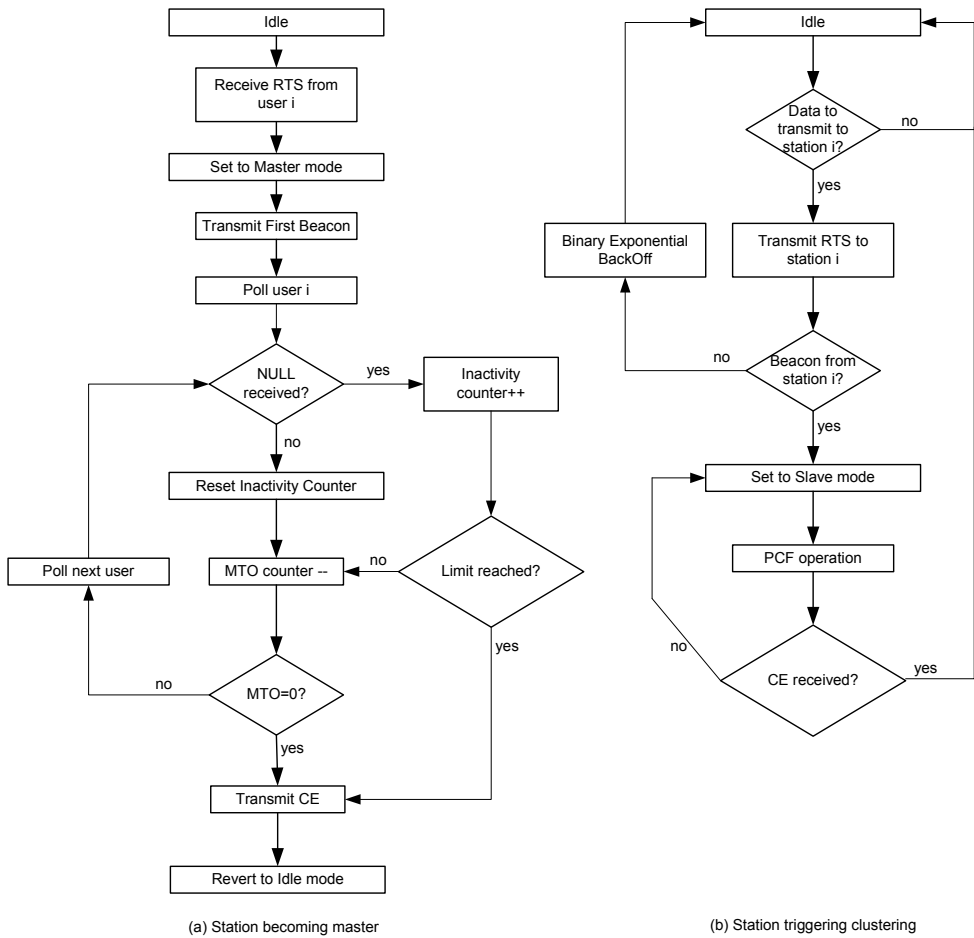 Idle
Receive RTS from
user i
Set to Master mode
Transmit First Beacon
Poll user i
NULL
received?
yes
Inactivity
counter++
no
Reset Inactivity Counter
Poll next user
MTO counter --
no
Limit reached?
yes
no
MTO=0?
yes
Transmit CE
Revert to Idle mode
(a) Station becoming master
Idle
Data to
transmit to
station i?
no
yes
Binary Exponential
BackOff
Transmit RTS to
station i
no
Beacon from
station i?
yes
Set to Slave mode
PCF operation
no
CE received?
yes
(b) Station triggering clustering